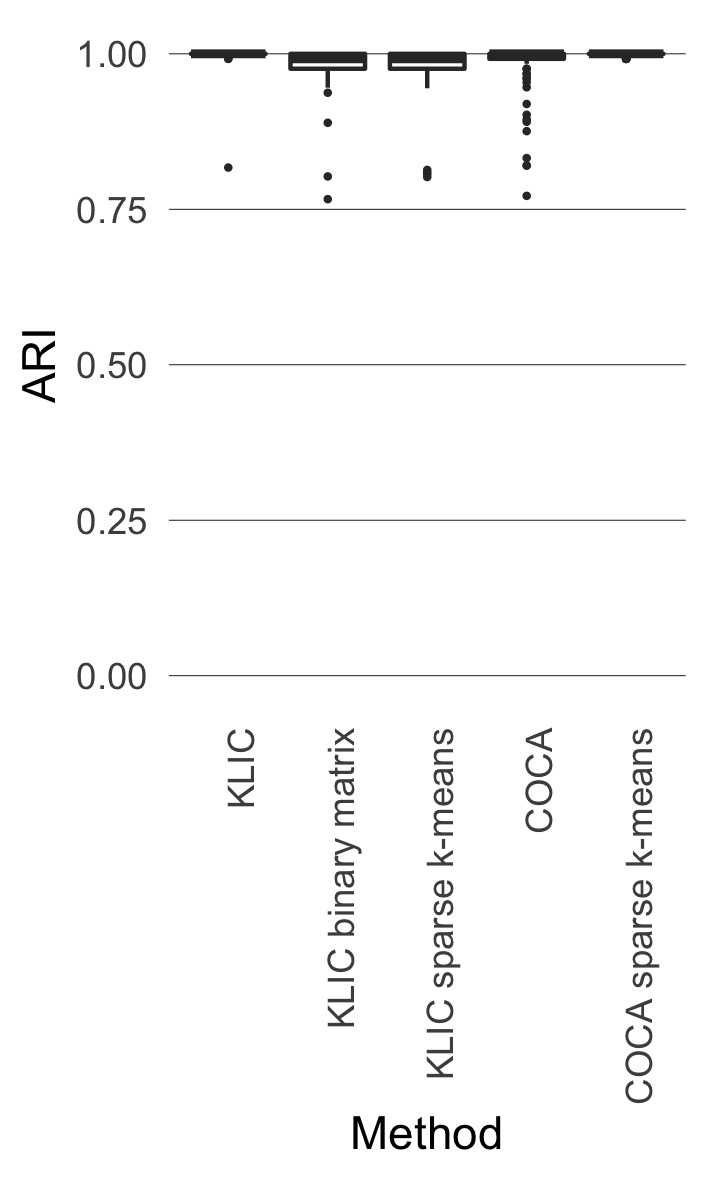 1.00
0.75
0.50
0.25
0.00
ARI
KLIC
KLIC binary matrix
KLIC sparse k-means
COCA
COCA sparse k-means
Method